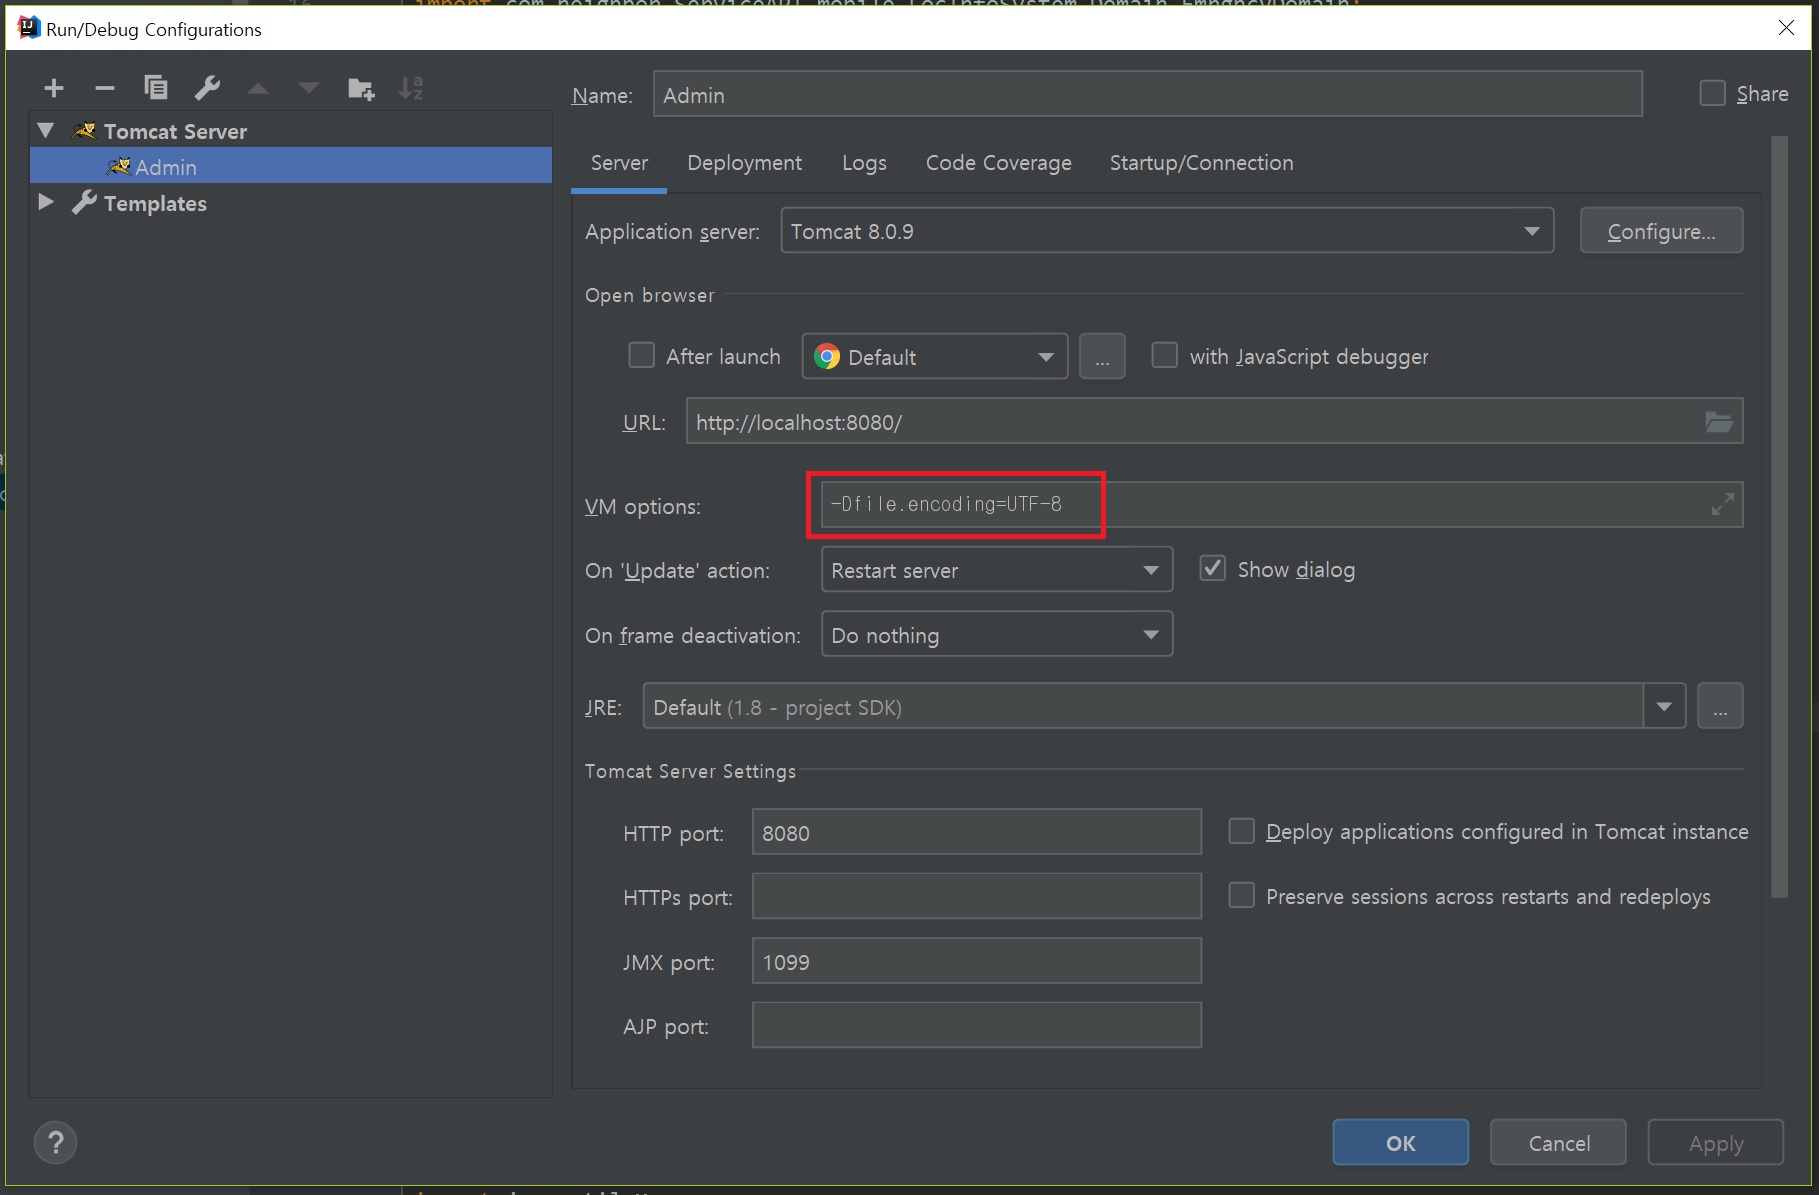 Run/Debug Configurations
Name: Admin
Share
Tomcat Server
Admin
Templates
Server Deployment Logs Code Coverage Startup/Connection
Application server: Tomcat 8.0.9 Configure...
Open browser
After launch Default ... with JavaScript debugger
URL: http://localhost:8080/
VM options: -Dfile.encoding=UTF-8
On 'Update' action: Restart server Show dialog
On frame deactivation: Do nothing
JRE: Default (1.8 - project SDK) ...
Tomcat Server Settings
HTTP port: 8080 Deploy applications configured in Tomcat instance
HTTPs port: Preserve sessions across restarts and redeploys
JMX port: 1099
AJP port:
? OK Cancel Apply